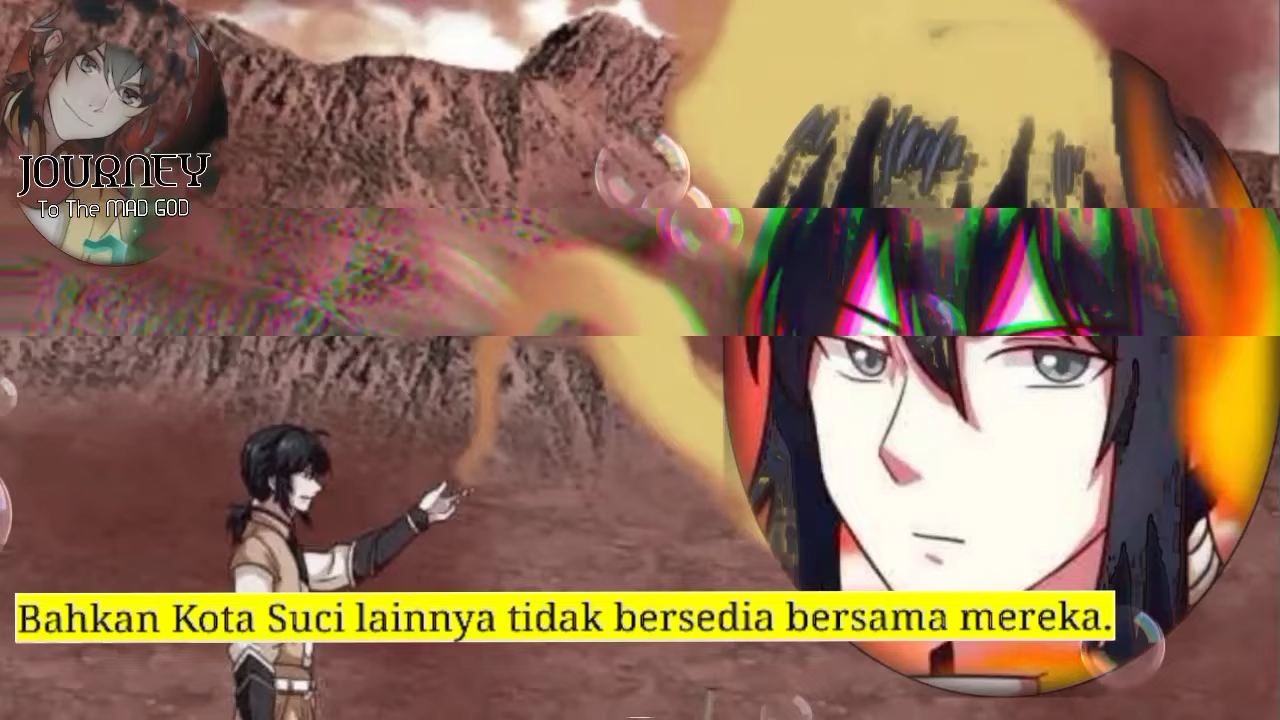 JOURNEY
To The MAD GOD
Bahkan Kota Suci lainnya tidak bersedia bersama mereka.